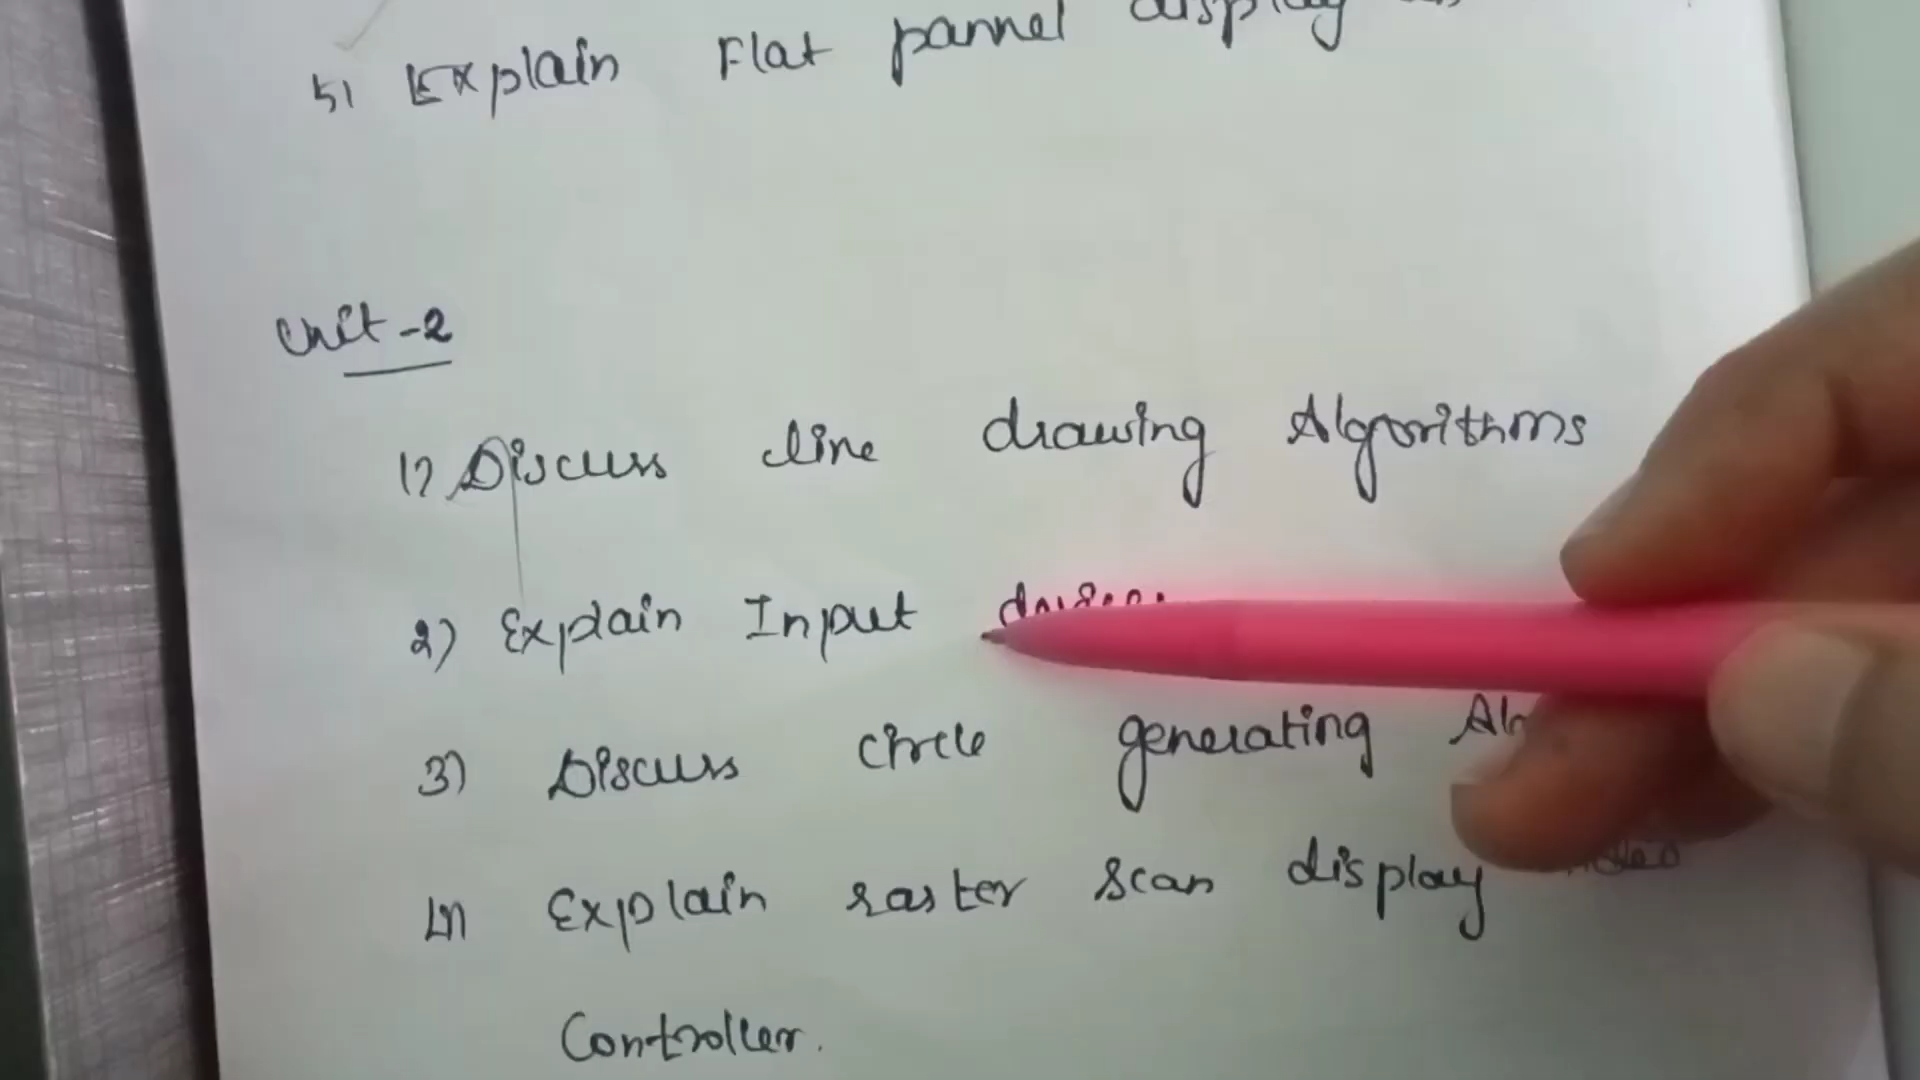 5) Explain Flat pannel display
Unit-2
1) Discuss line drawing Algorithms
2) Explain Input
3) Discuss circle generating
4) Explain raster scan display
Controller.